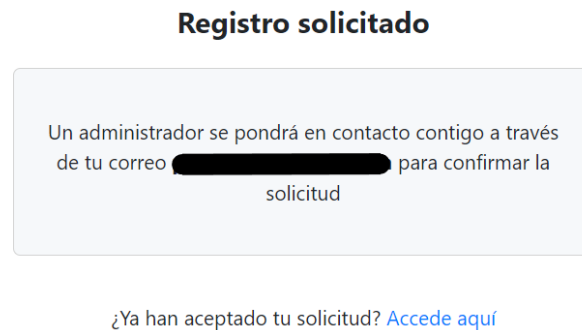 Registro solicitado
Un administrador se pondrá en contacto contigo a través
de tu correo para confirmar la
solicitud
¿Ya han aceptado tu solicitud? Accede aquí